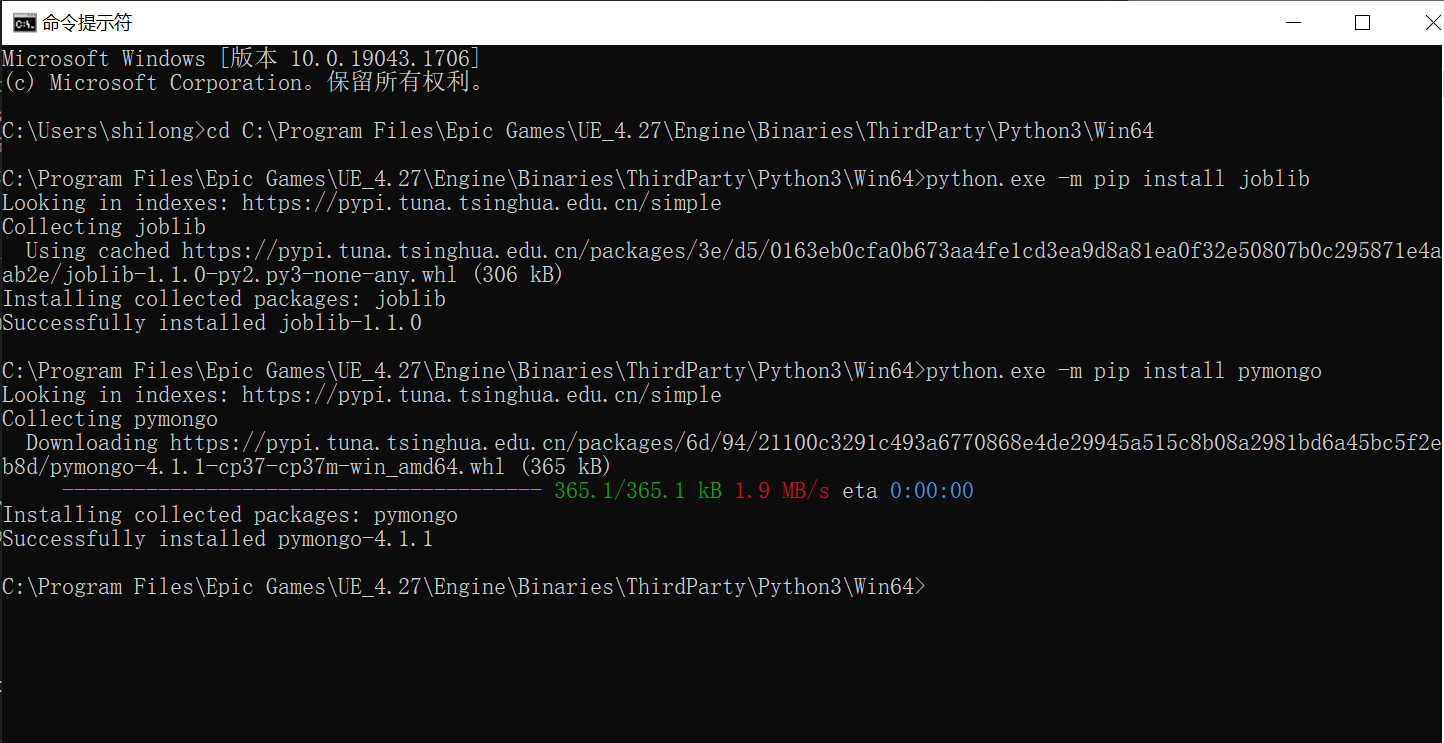 命令提示符
Microsoft Windows [版本 10.0.19043.1706]
(c) Microsoft Corporation。保留所有权利。
C:\Users\shilong>cd C:\Program Files\Epic Games\UE_4.27\Engine\Binaries\ThirdParty\Python3\Win64
C:\Program Files\Epic Games\UE_4.27\Engine\Binaries\ThirdParty\Python3\Win64>python.exe -m pip install joblib
Looking in indexes: https://pypi.tuna.tsinghua.edu.cn/simple
Collecting joblib
  Using cached https://pypi.tuna.tsinghua.edu.cn/packages/3e/d5/0163eb0cfa0b673aa4fe1cd3ea9d8a81ea0f32e50807b0c295871e4a
ab2e/joblib-1.1.0-py2.py3-none-any.whl (306 kB)
Installing collected packages: joblib
Successfully installed joblib-1.1.0
C:\Program Files\Epic Games\UE_4.27\Engine\Binaries\ThirdParty\Python3\Win64>python.exe -m pip install pymongo
Looking in indexes: https://pypi.tuna.tsinghua.edu.cn/simple
Collecting pymongo
  Downloading https://pypi.tuna.tsinghua.edu.cn/packages/6d/94/21100c3291c493a6770868e4de29945a515c8b08a2981bd6a45bc5f2e
b8d/pymongo-4.1.1-cp37-cp37m-win_amd64.whl (365 kB)
     ---------------------------------------- 365.1/365.1 kB 1.9 MB/s eta 0:00:00
Installing collected packages: pymongo
Successfully installed pymongo-4.1.1
C:\Program Files\Epic Games\UE_4.27\Engine\Binaries\ThirdParty\Python3\Win64>